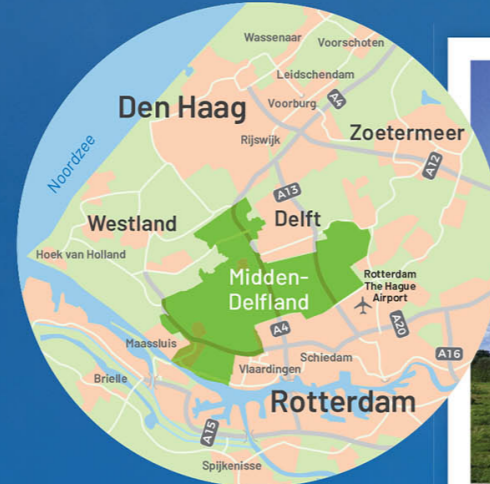 Wassenaar
Voorschoten
Leidschendam
Den Haag
Voorburg
A4
Zoetermeer
Rijswijk
A12
Noordzee
A13
Westland
Delft
Hoek van Holland
Midden-
Delfland
Rotterdam
The Hague
Airport
A20
A4
Maassluis
Schiedam
A16
Vlaardingen
Brielle
Rotterdam
A15
Spijkenisse